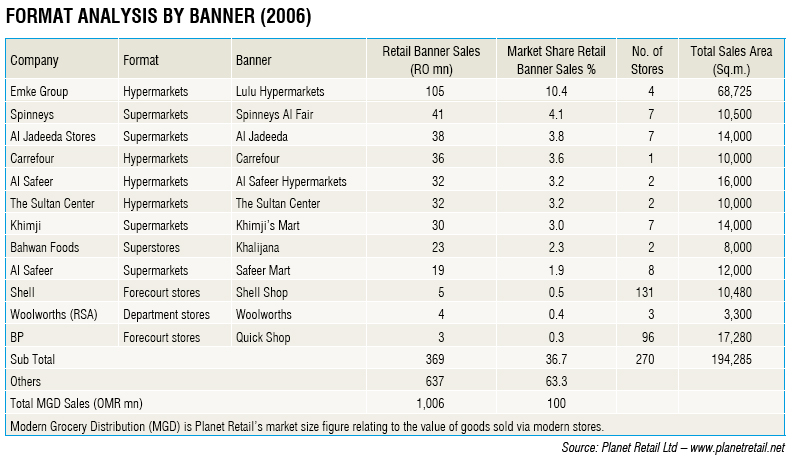 FORMAT ANALYSIS BY BANNER (2006)
Company Format Banner Retail Banner Sales (RO mn) Market Share Retail Banner Sales % No. of Stores Total Sales Area (Sq.m.)
Emke Group Hypermarkets Lulu Hypermarkets 105 10.4 4 68,725
Spinneys Supermarkets Spinneys Al Fair 41 4.1 7 10,500
Al Jadeeda Stores Supermarkets Al Jadeeda 38 3.8 7 14,000
Carrefour Hypermarkets Carrefour 36 3.6 1 10,000
Al Safeer Hypermarkets Al Safeer Hypermarkets 32 3.2 2 16,000
The Sultan Center Hypermarkets The Sultan Center 32 3.2 2 10,000
Khimji Supermarkets Khimji's Mart 30 3.0 7 14,000
Bahwan Foods Superstores Khalijana 23 2.3 2 8,000
Al Safeer Supermarkets Safeer Mart 19 1.9 8 12,000
Shell Forecourt stores Shell Shop 5 0.5 131 10,480
Woolworths (RSA) Department stores Woolworths 4 0.4 3 3,300
BP Forecourt stores Quick Shop 3 0.3 96 17,280
Sub Total 369 36.7 270 194,285
Others 637 63.3
Total MGD Sales (OMR mn) 1,006 100
Modern Grocery Distribution (MGD) is Planet Retail's market size figure relating to the value of goods sold via modern stores.
Source: Planet Retail Ltd – www.planetretail.net